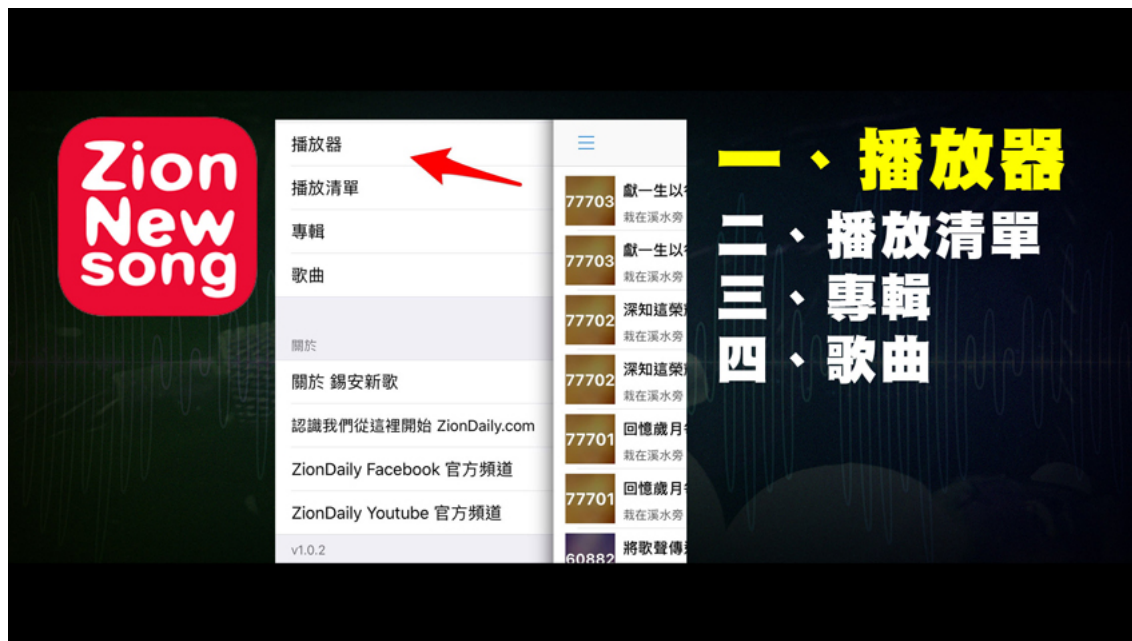 Zion
New
song
播放器
播放清單
專輯
歌曲
關於
關於 錫安新歌
認識我們從這裡開始 ZionDaily.com
ZionDaily Facebook 官方頻道
ZionDaily Youtube 官方頻道
v1.0.2
77703
獻一生以
栽在溪水旁
77703
獻一生以
栽在溪水旁
77702
深知這榮
栽在溪水旁
77702
深知這榮
栽在溪水旁
77701
回憶歲月
栽在溪水旁
77701
回憶歲月
栽在溪水旁
60882
將歌聲傳
一、播放器
二、播放清單
三、專輯
四、歌曲